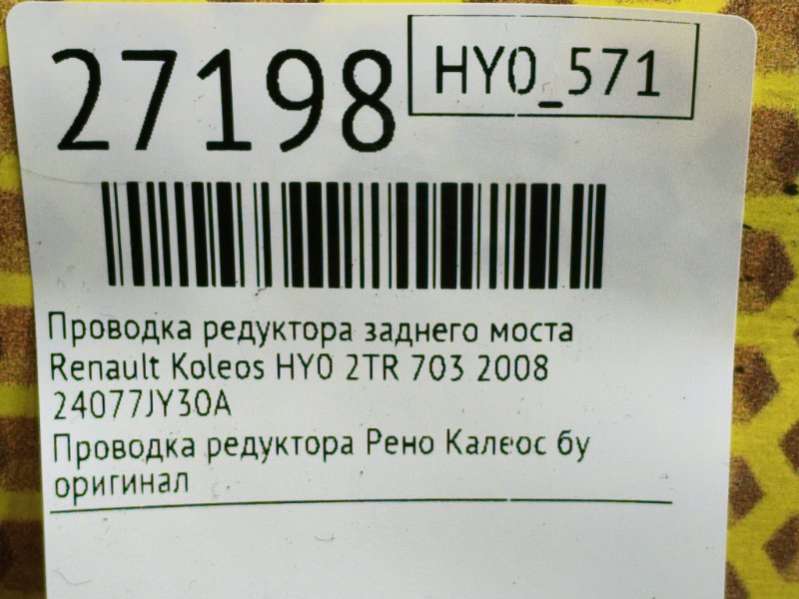 27198
HY0_571
Проводка редуктора заднего моста
Renault Koleos HY0 2TR 703 2008
24077JY30A
Проводка редуктора Рено Калеос бу
оригинал